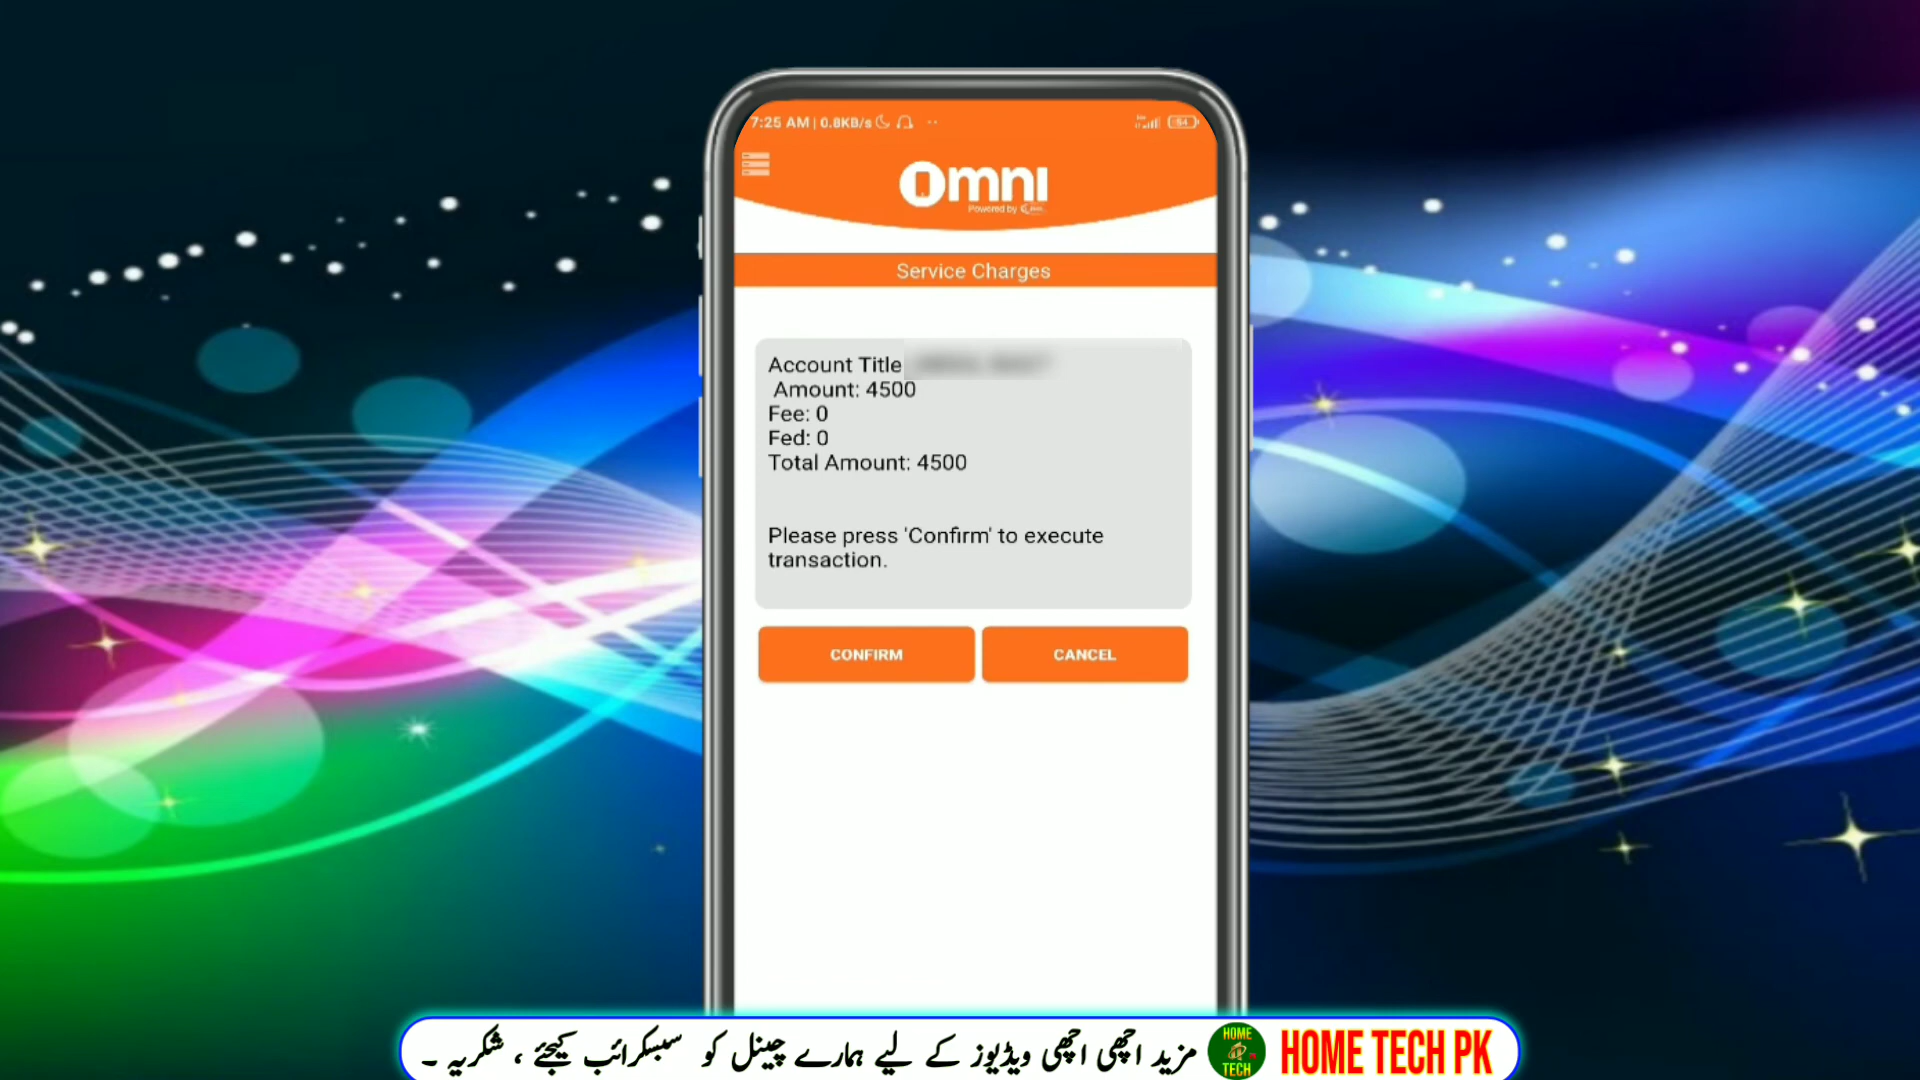 7:25 AM | 0.8KB/s
54
Omni
Powered by
Service Charges
Account Title
Amount: 4500
Fee: 0
Fed: 0
Total Amount: 4500
Please press 'Confirm' to execute
transaction.
CONFIRM
CANCEL
مزید اچھی اچھی ویڈیوز کے لیے ہمارے چینل کو سبسکرائب کیجئے ، شکریہ ۔
HOME
TECH
HOME TECH PK